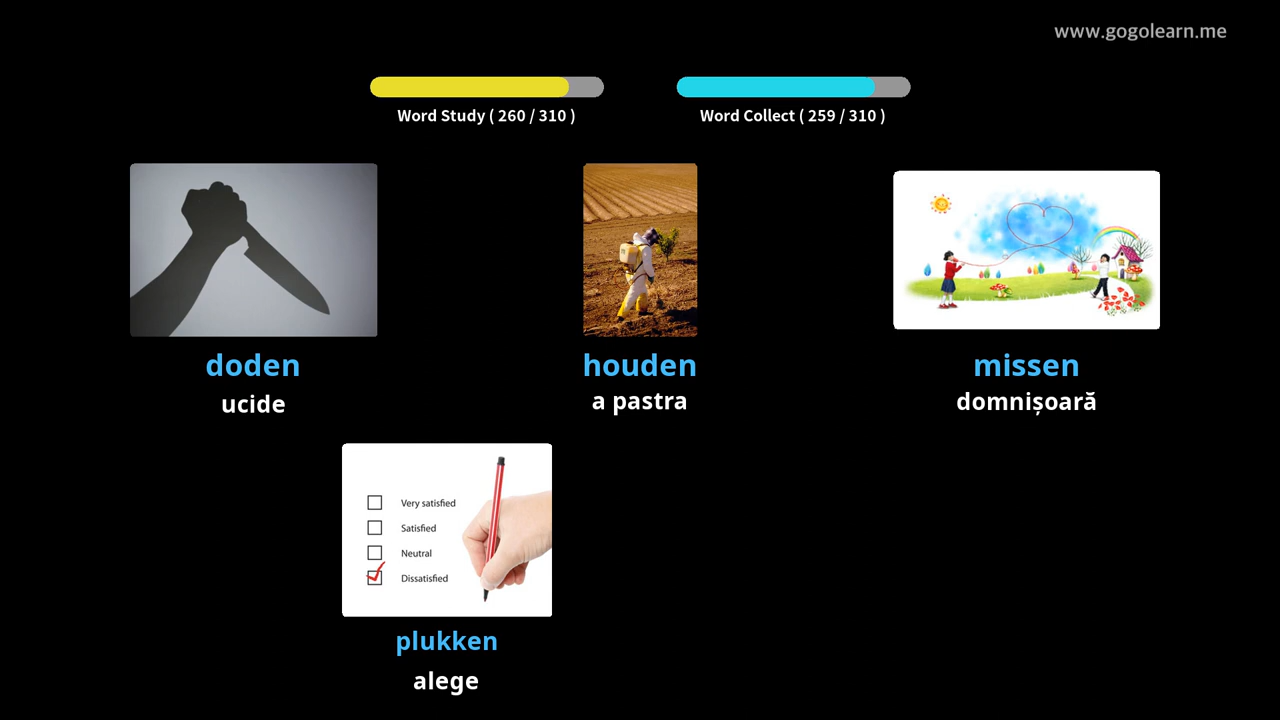 www.gogolearn.me
Word Study ( 260 / 310 )
Word Collect ( 259 / 310 )
doden
ucide
houden
a pastra
missen
domnișoară
Very satisfied
Satisfied
Neutral
Dissatisfied
plukken
alege